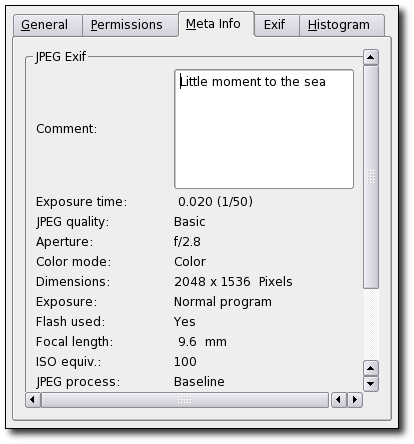 General Permissions Meta Info Exif Histogram
JPEG Exif
Comment: Little moment to the sea
Exposure time: 0.020 (1/50)
JPEG quality: Basic
Aperture: f/2.8
Color mode: Color
Dimensions: 2048 x 1536 Pixels
Exposure: Normal program
Flash used: Yes
Focal length: 9.6 mm
ISO equiv.: 100
JPEG process: Baseline